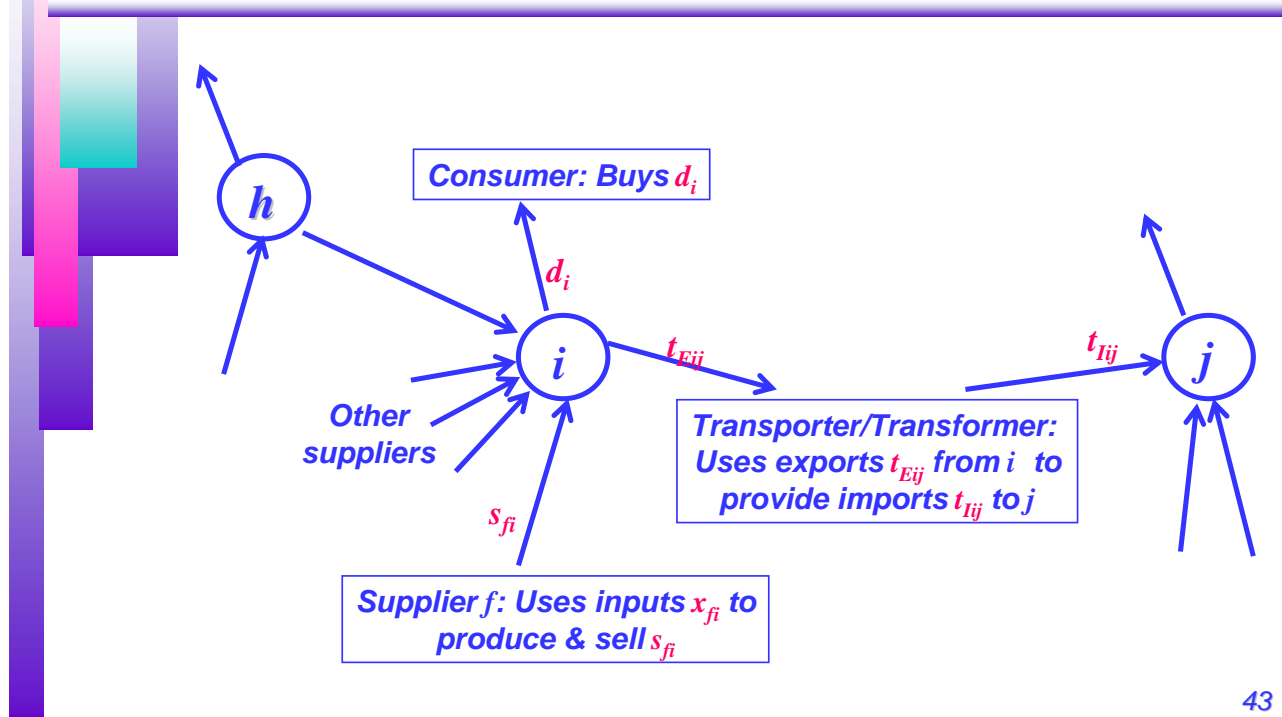 h
Consumer: Buys d_i
d_i
i
t_Eij
t_Iij
j
Other
suppliers
Transporter/Transformer:
Uses exports t_Eij from i to
provide imports t_Iij to j
s_fi
Supplier f: Uses inputs x_fi to
produce & sell s_fi
43